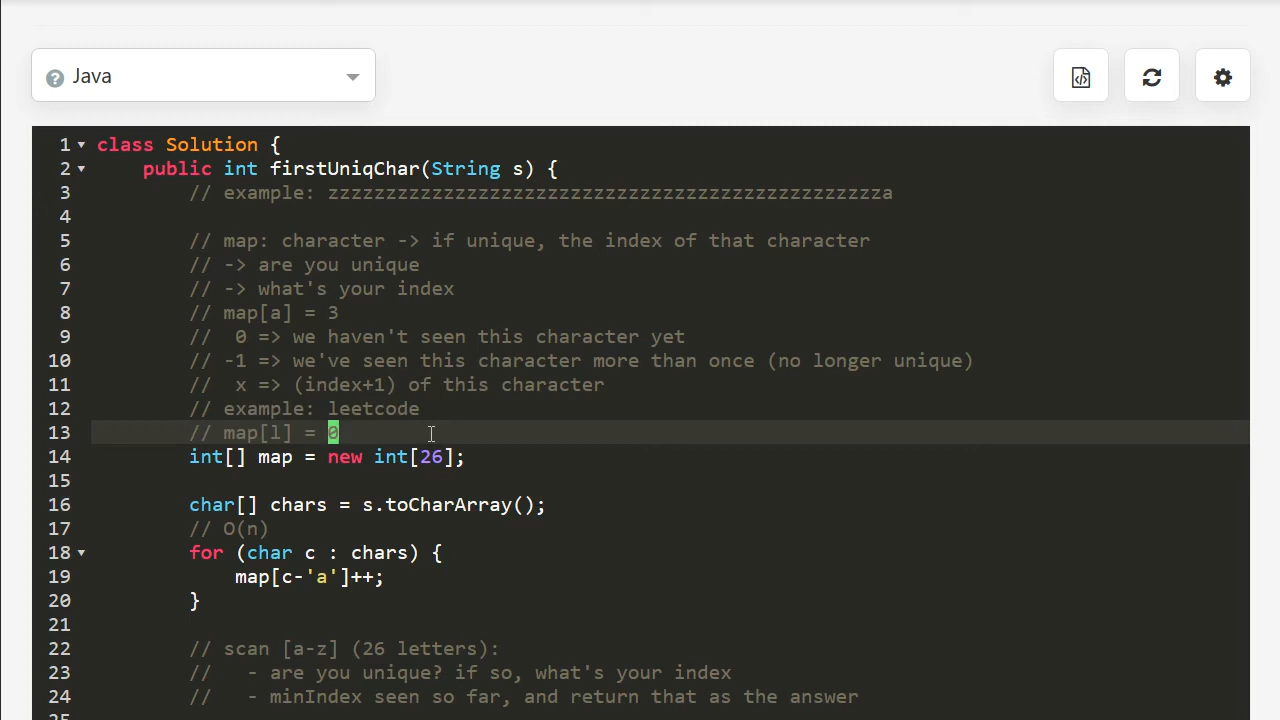 Java
1 class Solution {
2 public int firstUniqChar(String s) {
3 // example: zzzzzzzzzzzzzzzzzzzzzzzzzzzzzzzzzzzzzzzzzzzzzzzza
4
5 // map: character -> if unique, the index of that character
6 // -> are you unique
7 // -> what's your index
8 // map[a] = 3
9 //  0 => we haven't seen this character yet
10 // -1 => we've seen this character more than once (no longer unique)
11 //  x => (index+1) of this character
12 // example: leetcode
13 // map[l] = 0
14 int[] map = new int[26];
15
16 char[] chars = s.toCharArray();
17 // O(n)
18 for (char c : chars) {
19 map[c-'a']++;
20 }
21
22 // scan [a-z] (26 letters):
23 //   - are you unique? if so, what's your index
24 //   - minIndex seen so far, and return that as the answer
25